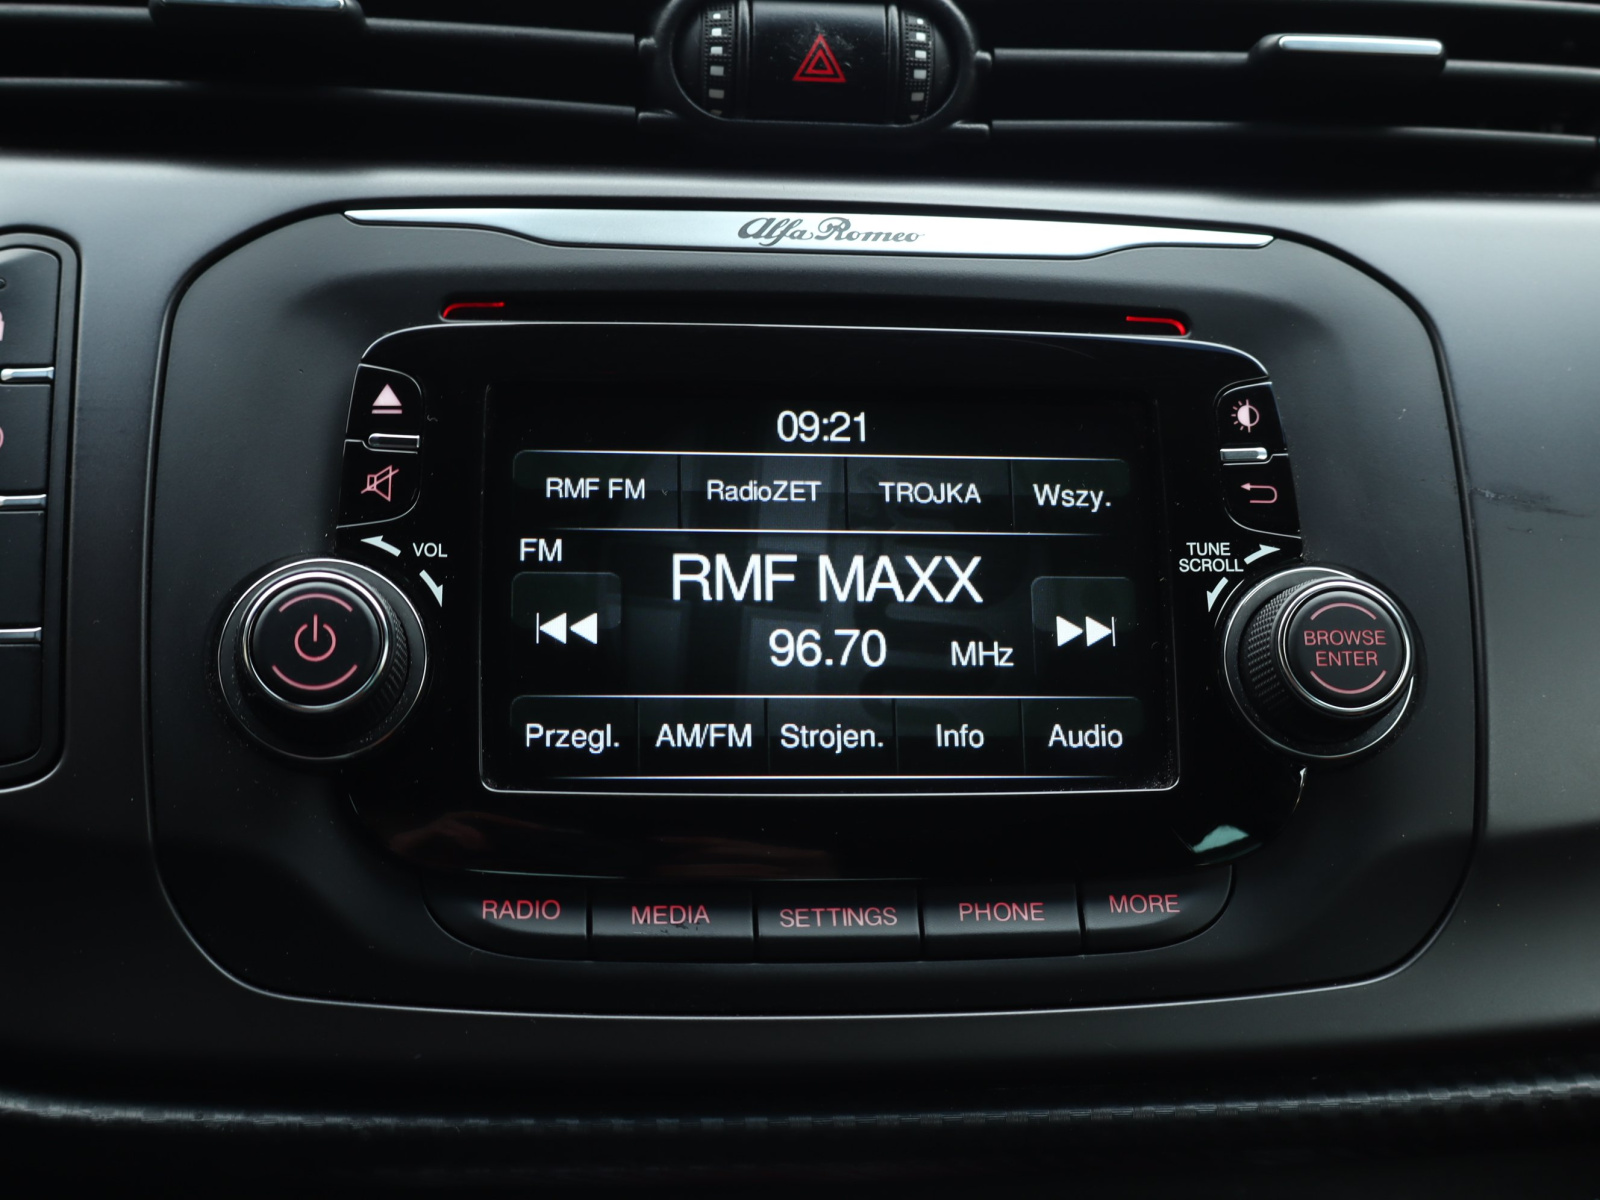 Alfa Romeo
09:21
RMF FM RadioZET TROJKA Wszy.
FM
RMF MAXX
96.70 MHz
Przegl. AM/FM Strojen. Info Audio
VOL
TUNE
SCROLL
BROWSE
ENTER
RADIO MEDIA SETTINGS PHONE MORE